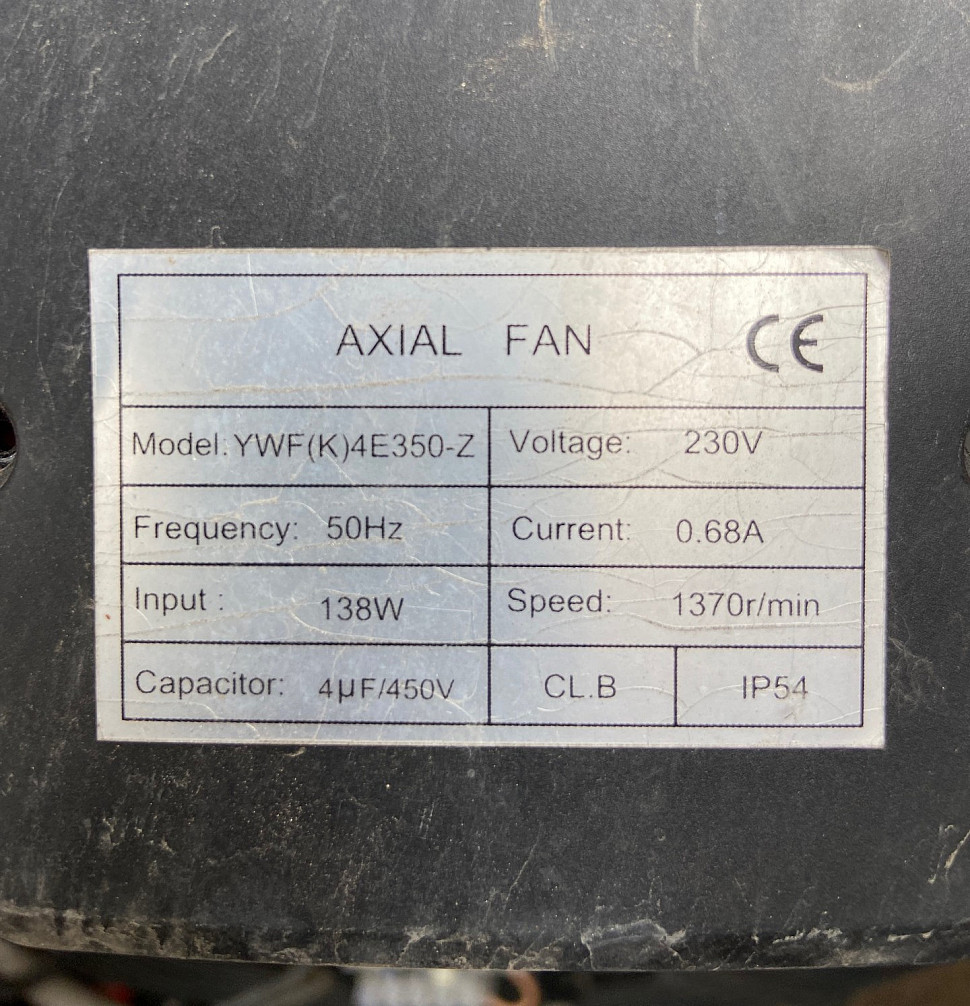 AXIAL FAN CE
Model: YWF(K)4E350-Z Voltage: 230V
Frequency: 50Hz Current: 0.68A
Input : 138W Speed: 1370r/min
Capacitor: 4μF/450V CL.B IP54